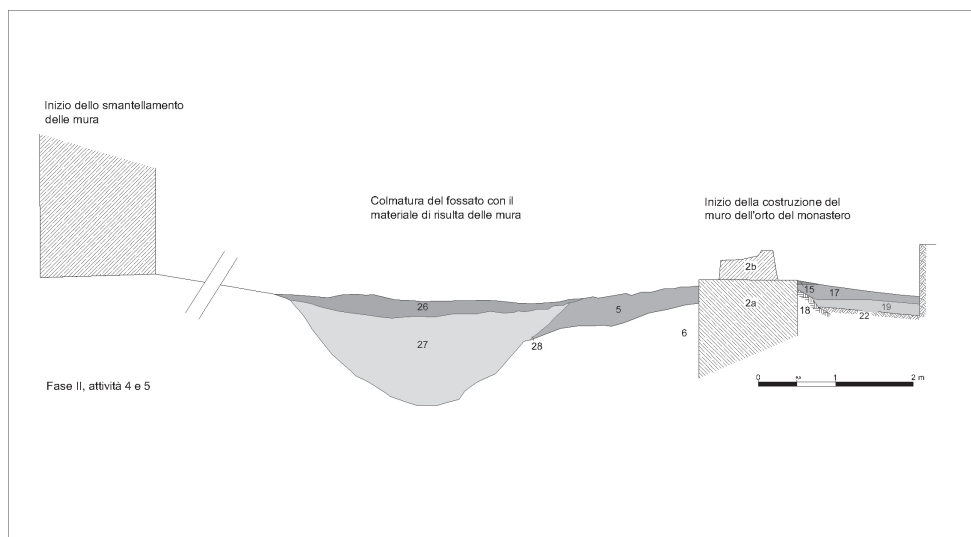 Inizio dello smantellamento
delle mura
Colmatura del fossato con il
materiale di risulta delle mura
Inizio della costruzione del
muro dell'orto del monastero
2b
2a
15
17
18
19
22
26
5
6
27
28
0
1
2 m
Fase II, attività 4 e 5